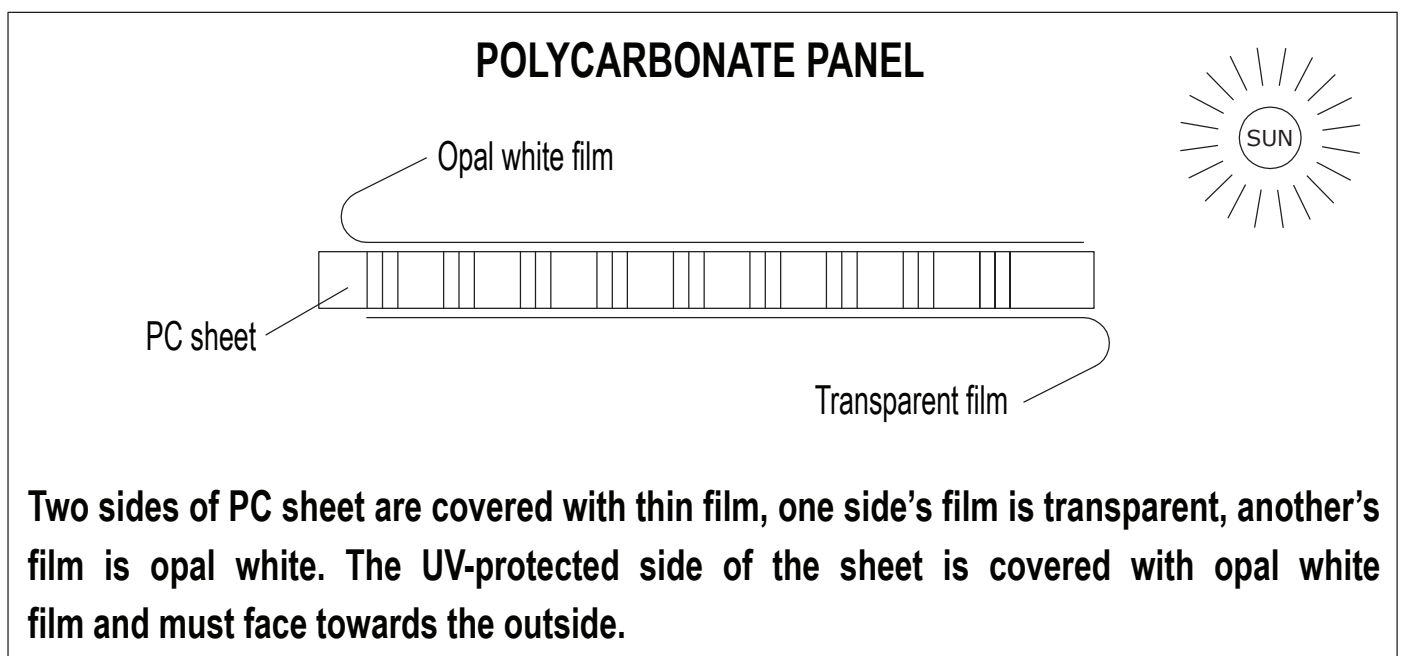 POLYCARBONATE PANEL
SUN
Opal white film
PC sheet
Transparent film
Two sides of PC sheet are covered with thin film, one side’s film is transparent, another’s
film is opal white. The UV-protected side of the sheet is covered with opal white
film and must face towards the outside.